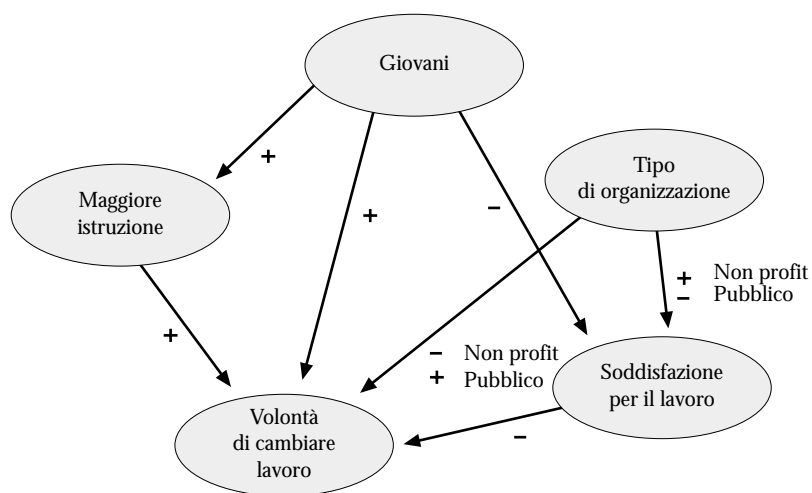 Giovani
+
Maggiore
istruzione
+
–
Tipo
di organizzazione
+ Non profit
– Pubblico
+
– Non profit
+ Pubblico
Soddisfazione
per il lavoro
Volontà
di cambiare
lavoro
–